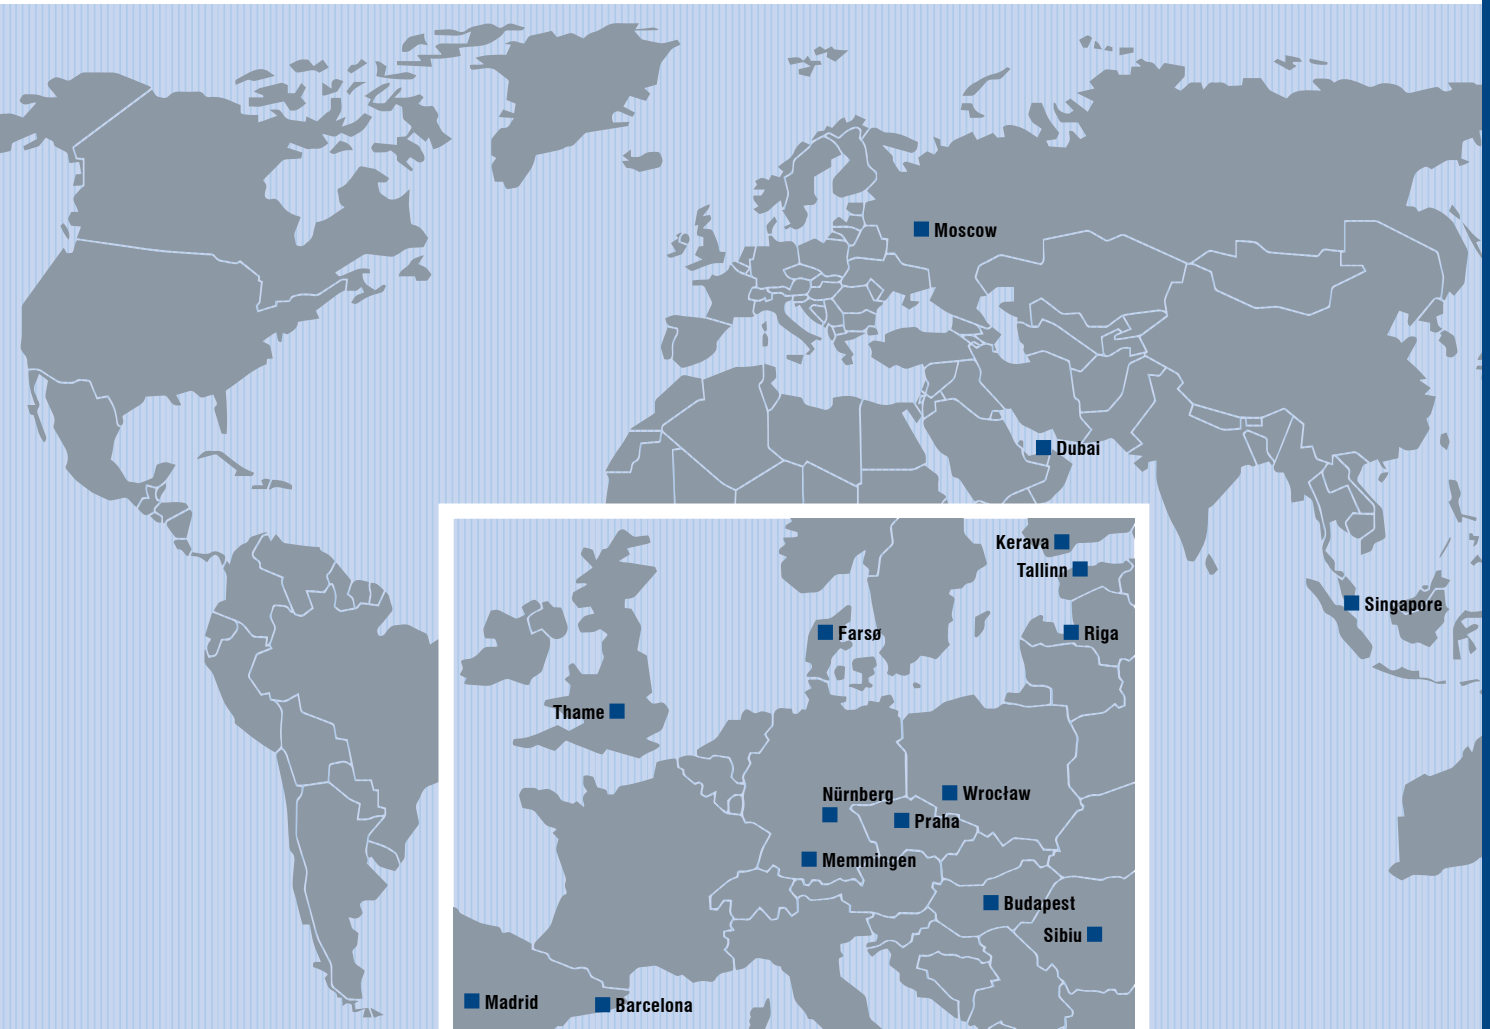 Moscow
Dubai
Kerava
Tallinn
Singapore
Farsø
Riga
Thame
Nürnberg
Wrocław
Praha
Memmingen
Budapest
Sibiu
Madrid
Barcelona